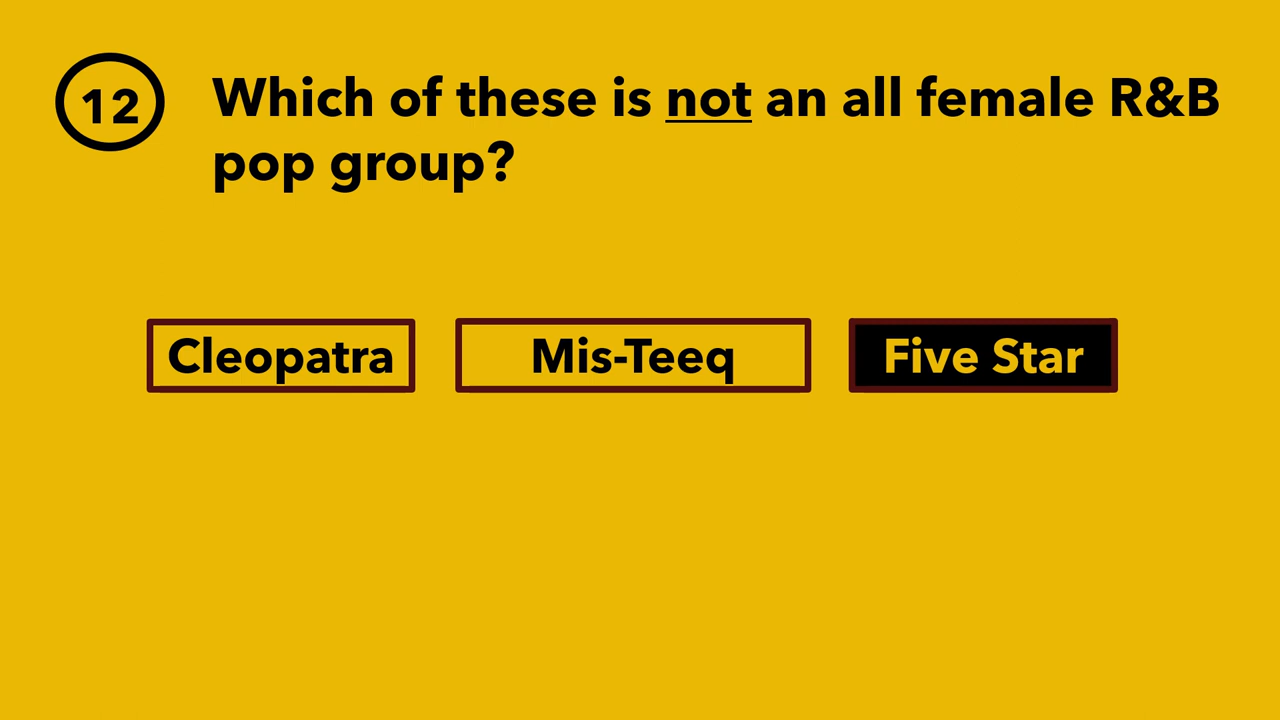 12
Which of these is not an all female R&B
pop group?
Cleopatra
Mis-Teeq
Five Star